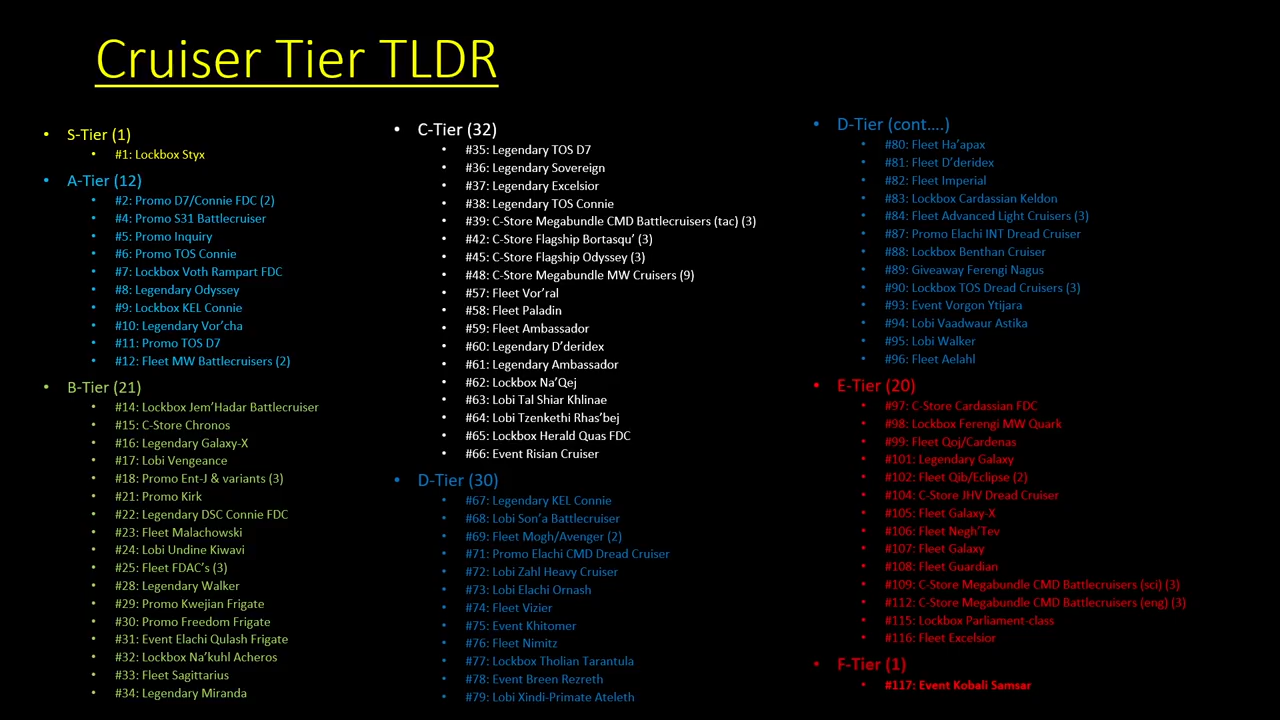 Cruiser Tier TLDR
• S-Tier (1)
• #1: Lockbox Styx
• A-Tier (12)
• #2: Promo D7/Connie FDC (2)
• #4: Promo S31 Battlecruiser
• #5: Promo Inquiry
• #6: Promo TOS Connie
• #7: Lockbox Voth Rampart FDC
• #8: Legendary Odyssey
• #9: Lockbox KEL Connie
• #10: Legendary Vor’cha
• #11: Promo TOS D7
• #12: Fleet MW Battlecruisers (2)
• B-Tier (21)
• #14: Lockbox Jem’Hadar Battlecruiser
• #15: C-Store Chronos
• #16: Legendary Galaxy-X
• #17: Lobi Vengeance
• #18: Promo Ent-J & variants (3)
• #21: Promo Kirk
• #22: Legendary DSC Connie FDC
• #23: Fleet Malachowski
• #24: Lobi Undine Kiwavi
• #25: Fleet FDAC’s (3)
• #28: Legendary Walker
• #29: Promo Kwejian Frigate
• #30: Promo Freedom Frigate
• #31: Event Elachi Qulash Frigate
• #32: Lockbox Na’kuhl Acheros
• #33: Fleet Sagittarius
• #34: Legendary Miranda
• C-Tier (32)
• #35: Legendary TOS D7
• #36: Legendary Sovereign
• #37: Legendary Excelsior
• #38: Legendary TOS Connie
• #39: C-Store Megabundle CMD Battlecruisers (tac) (3)
• #42: C-Store Flagship Bortasqu’ (3)
• #45: C-Store Flagship Odyssey (3)
• #48: C-Store Megabundle MW Cruisers (9)
• #57: Fleet Vor’ral
• #58: Fleet Paladin
• #59: Fleet Ambassador
• #60: Legendary D’deridex
• #61: Legendary Ambassador
• #62: Lockbox Na’Qej
• #63: Lobi Tal Shiar Khlinae
• #64: Lobi Tzenkethi Rhas’bej
• #65: Lockbox Herald Quas FDC
• #66: Event Risian Cruiser
• D-Tier (30)
• #67: Legendary KEL Connie
• #68: Lobi Son’a Battlecruiser
• #69: Fleet Mogh/Avenger (2)
• #71: Promo Elachi CMD Dread Cruiser
• #72: Lobi Zahl Heavy Cruiser
• #73: Lobi Elachi Ornash
• #74: Fleet Vizier
• #75: Event Khitomer
• #76: Fleet Nimitz
• #77: Lockbox Tholian Tarantula
• #78: Event Breen Rezreth
• #79: Lobi Xindi-Primate Ateleth
• D-Tier (cont....)
• #80: Fleet Ha’apax
• #81: Fleet D’deridex
• #82: Fleet Imperial
• #83: Lockbox Cardassian Keldon
• #84: Fleet Advanced Light Cruisers (3)
• #87: Promo Elachi INT Dread Cruiser
• #88: Lockbox Benthan Cruiser
• #89: Giveaway Ferengi Nagus
• #90: Lockbox TOS Dread Cruisers (3)
• #93: Event Vorgon Ytijara
• #94: Lobi Vaadwaur Astika
• #95: Lobi Walker
• #96: Fleet Aelahl
• E-Tier (20)
• #97: C-Store Cardassian FDC
• #98: Lockbox Ferengi MW Quark
• #99: Fleet Qoj/Cardenas
• #101: Legendary Galaxy
• #102: Fleet Qib/Eclipse (2)
• #104: C-Store JHV Dread Cruiser
• #105: Fleet Galaxy-X
• #106: Fleet Negh’Tev
• #107: Fleet Galaxy
• #108: Fleet Guardian
• #109: C-Store Megabundle CMD Battlecruisers (sci) (3)
• #112: C-Store Megabundle CMD Battlecruisers (eng) (3)
• #115: Lockbox Parliament-class
• #116: Fleet Excelsior
• F-Tier (1)
• #117: Event Kobali Samsar